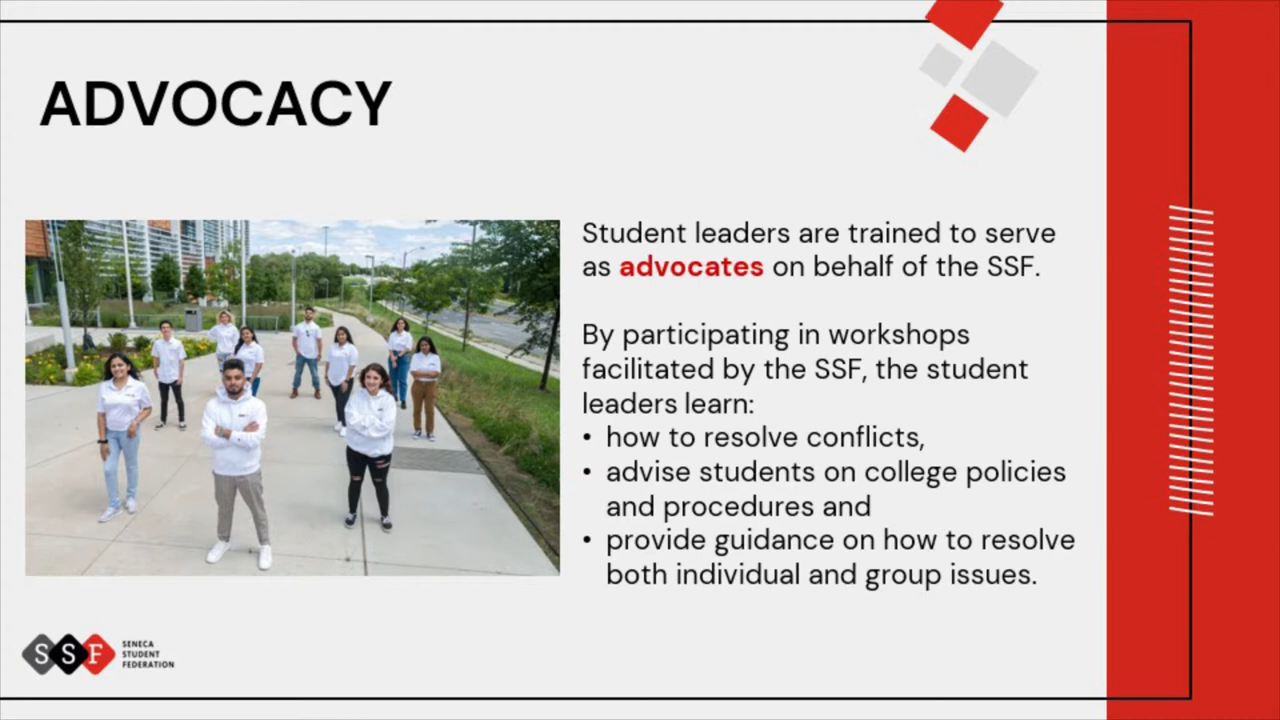 ADVOCACY
Student leaders are trained to serve
as advocates on behalf of the SSF.
By participating in workshops
facilitated by the SSF, the student
leaders learn:
• how to resolve conflicts,
• advise students on college policies
and procedures and
• provide guidance on how to resolve
both individual and group issues.
SSF
SENECA
STUDENT
FEDERATION